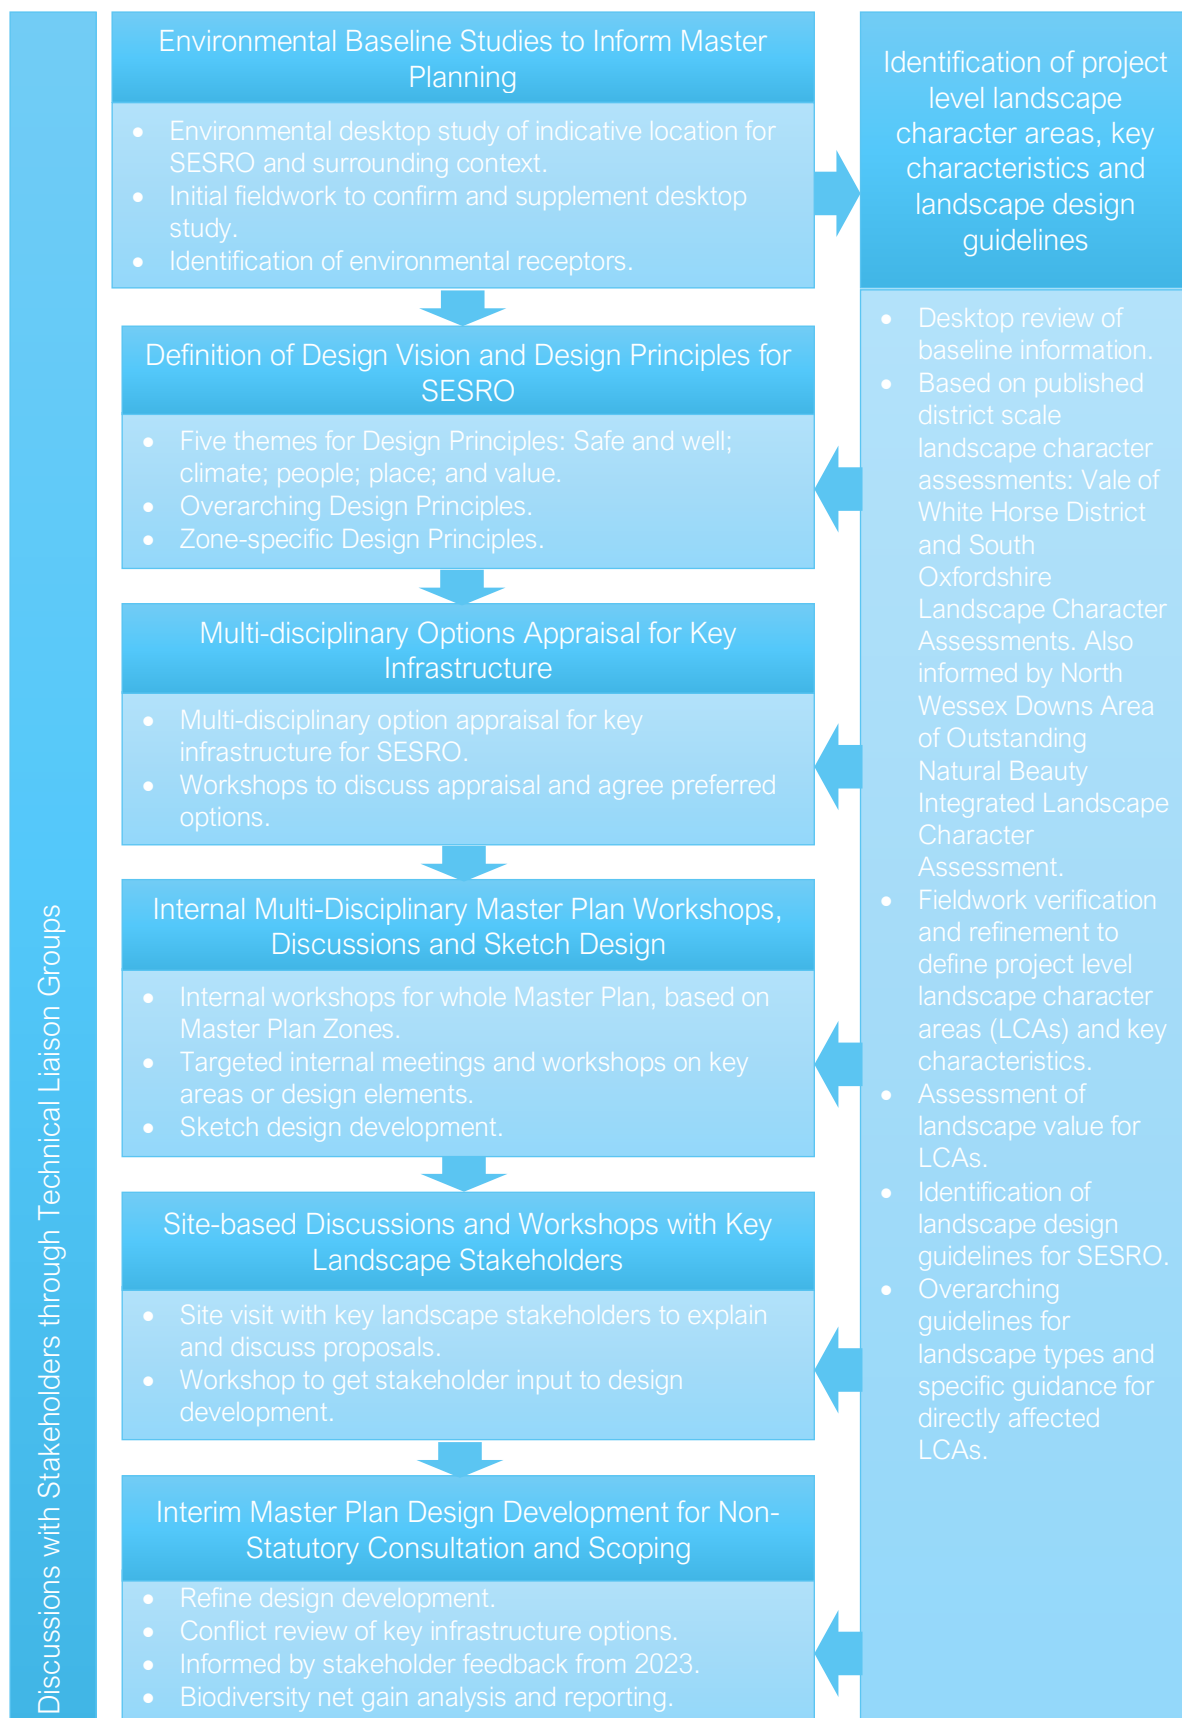 Discussions with Stakeholders through Technical Liaison Groups
Environmental Baseline Studies to Inform Master
Planning
• Environmental desktop study of indicative location for
SESRO and surrounding context.
• Initial fieldwork to confirm and supplement desktop
study.
• Identification of environmental receptors.
Definition of Design Vision and Design Principles for
SESRO
• Five themes for Design Principles: Safe and well;
climate; people; place; and value.
• Overarching Design Principles.
• Zone-specific Design Principles.
Multi-disciplinary Options Appraisal for Key
Infrastructure
• Multi-disciplinary option appraisal for key
infrastructure for SESRO.
• Workshops to discuss appraisal and agree preferred
options.
Internal Multi-Disciplinary Master Plan Workshops,
Discussions and Sketch Design
• Internal workshops for whole Master Plan, based on
Master Plan Zones.
• Targeted internal meetings and workshops on key
areas or design elements.
• Sketch design development.
Site-based Discussions and Workshops with Key
Landscape Stakeholders
• Site visit with key landscape stakeholders to explain
and discuss proposals.
• Workshop to get stakeholder input to design
development.
Interim Master Plan Design Development for Non-
Statutory Consultation and Scoping
• Refine design development.
• Conflict review of key infrastructure options.
• Informed by stakeholder feedback from 2023.
• Biodiversity net gain analysis and reporting.
Identification of project
level landscape
character areas, key
characteristics and
landscape design
guidelines
• Desktop review of
baseline information.
• Based on published
district scale
landscape character
assessments: Vale of
White Horse District
and South
Oxfordshire
Landscape Character
Assessments. Also
informed by North
Wessex Downs Area
of Outstanding
Natural Beauty
Integrated Landscape
Character
Assessment.
• Fieldwork verification
and refinement to
define project level
landscape character
areas (LCAs) and key
characteristics.
• Assessment of
landscape value for
LCAs.
• Identification of
landscape design
guidelines for SESRO.
• Overarching
guidelines for
landscape types and
specific guidance for
directly affected
LCAs.